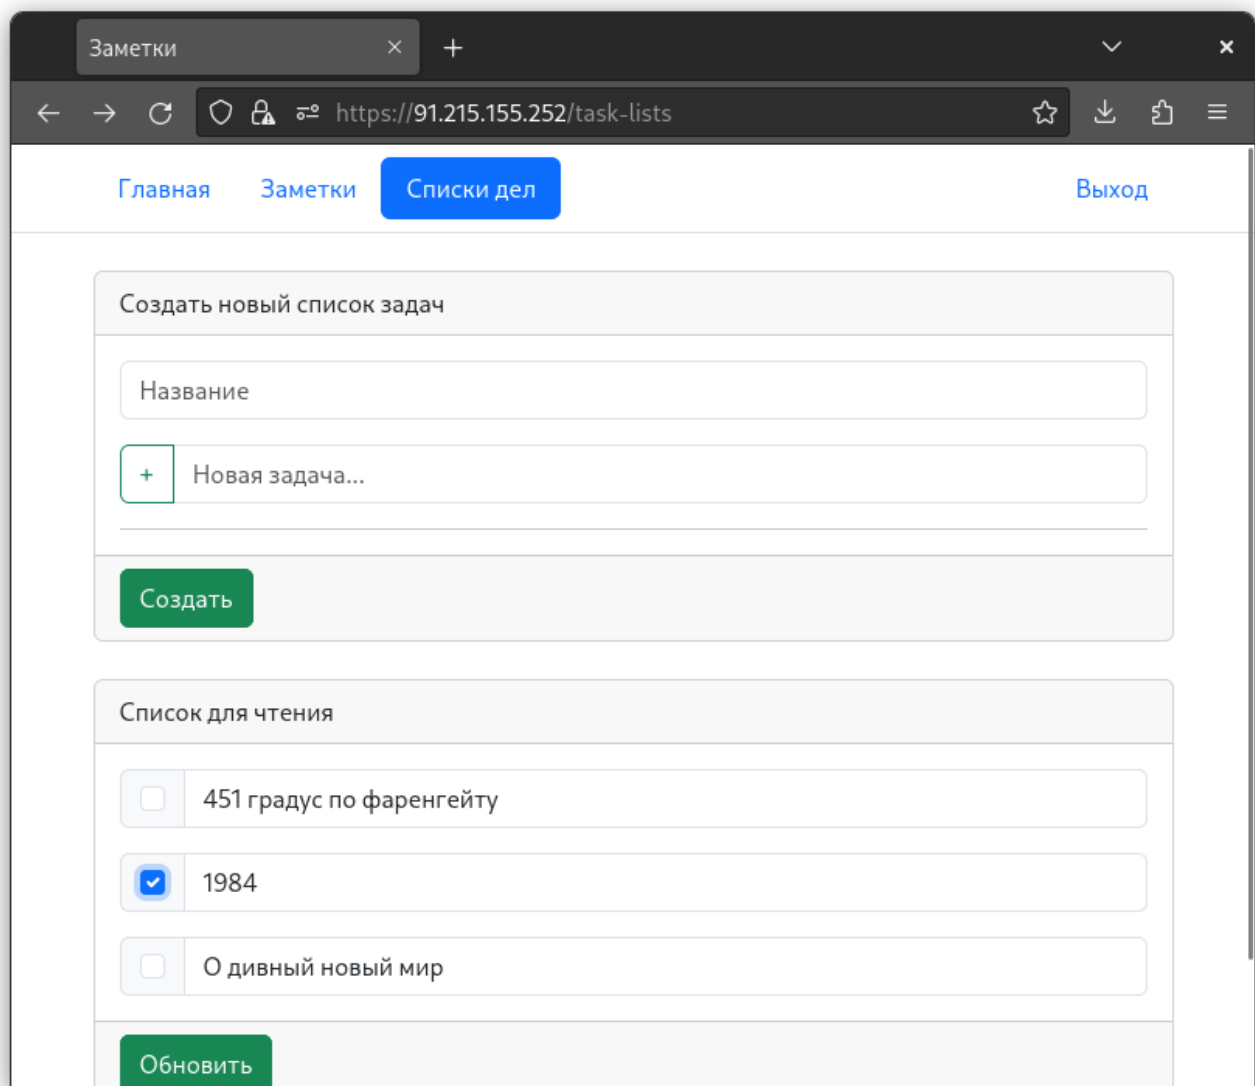 Заметки
https://91.215.155.252/task-lists
Главная Заметки Списки дел Выход
Создать новый список задач
Название
+ Новая задача...
Создать
Список для чтения
451 градус по фаренгейту
1984
О дивный новый мир
Обновить